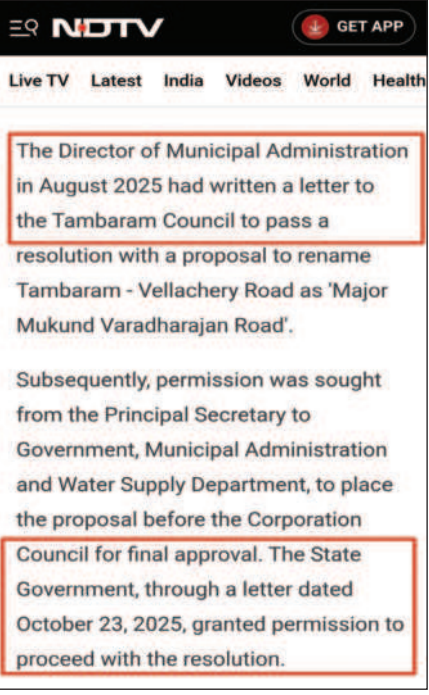 NDTV
GET APP
Live TV Latest India Videos World Health
The Director of Municipal Administration
in August 2025 had written a letter to
the Tambaram Council to pass a
resolution with a proposal to rename
Tambaram - Vellachery Road as 'Major
Mukund Varadharajan Road'.
Subsequently, permission was sought
from the Principal Secretary to
Government, Municipal Administration
and Water Supply Department, to place
the proposal before the Corporation
Council for final approval. The State
Government, through a letter dated
October 23, 2025, granted permission to
proceed with the resolution.